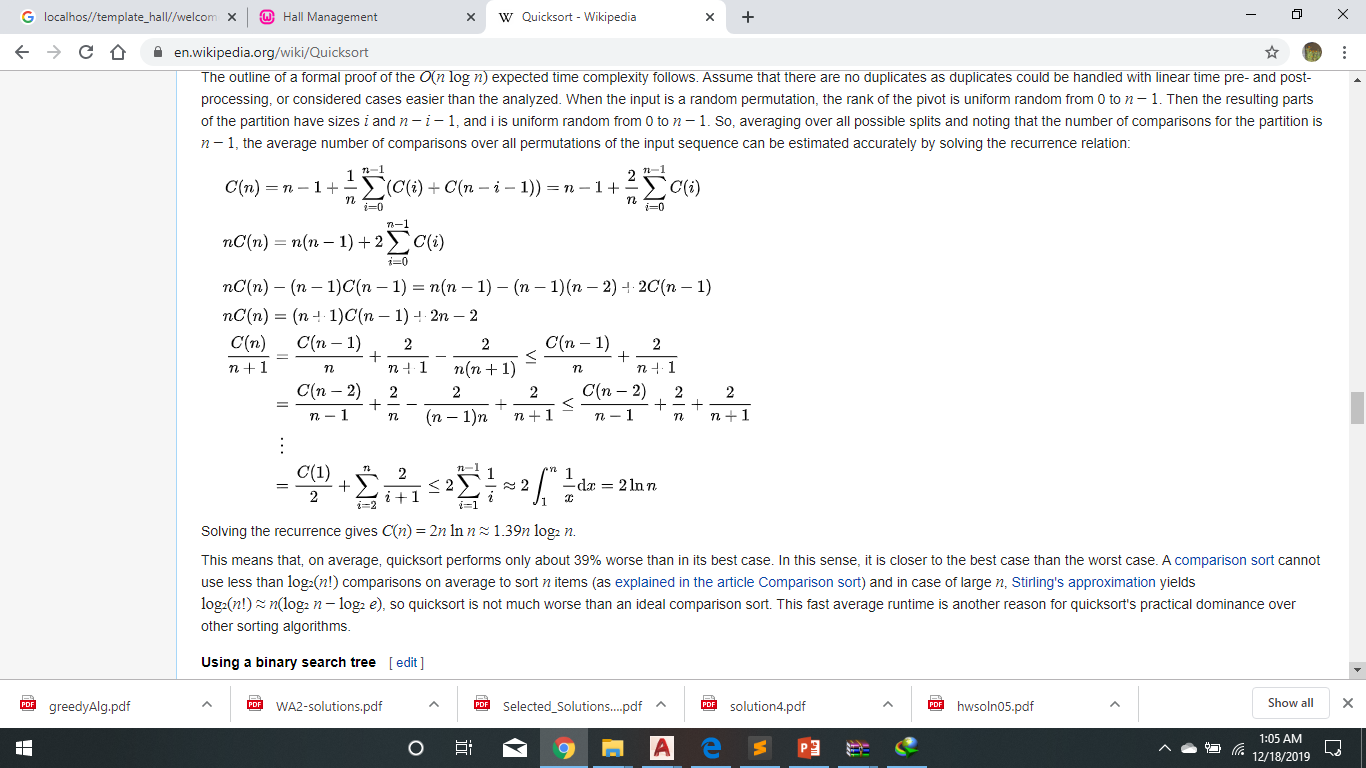 localhos//template_hall//welcom
Hall Management
Quicksort - Wikipedia
en.wikipedia.org/wiki/Quicksort
The outline of a formal proof of the O(n log n) expected time complexity follows. Assume that there are no duplicates as duplicates could be handled with linear time pre- and post-
processing, or considered cases easier than the analyzed. When the input is a random permutation, the rank of the pivot is uniform random from 0 to n − 1. Then the resulting parts
of the partition have sizes i and n − i − 1, and i is uniform random from 0 to n − 1. So, averaging over all possible splits and noting that the number of comparisons for the partition is
n − 1, the average number of comparisons over all permutations of the input sequence can be estimated accurately by solving the recurrence relation:
C(n) = n − 1 + \frac{1}{n} \sum_{i=0}^{n−1} (C(i) + C(n − i − 1)) = n − 1 + \frac{2}{n} \sum_{i=0}^{n−1} C(i)
nC(n) = n(n − 1) + 2 \sum_{i=0}^{n−1} C(i)
nC(n) − (n − 1)C(n − 1) = n(n − 1) − (n − 1)(n − 2) + 2C(n − 1)
nC(n) = (n + 1)C(n − 1) + 2n − 2
\frac{C(n)}{n + 1} = \frac{C(n − 1)}{n} + \frac{2}{n + 1} − \frac{2}{n(n + 1)} ≤ \frac{C(n − 1)}{n} + \frac{2}{n + 1}
= \frac{C(n − 2)}{n − 1} + \frac{2}{n} − \frac{2}{(n − 1)n} + \frac{2}{n + 1} ≤ \frac{C(n − 2)}{n − 1} + \frac{2}{n} + \frac{2}{n + 1}
⋮
= \frac{C(1)}{2} + \sum_{i=2}^{n} \frac{2}{i + 1} ≤ 2 \sum_{i=1}^{n−1} \frac{1}{i} ≈ 2 \int_{1}^{n} \frac{1}{x} dx = 2 ln n
Solving the recurrence gives C(n) = 2n ln n ≈ 1.39n log₂ n.
This means that, on average, quicksort performs only about 39% worse than in its best case. In this sense, it is closer to the best case than the worst case. A comparison sort cannot
use less than log₂(n!) comparisons on average to sort n items (as explained in the article Comparison sort) and in case of large n, Stirling's approximation yields
log₂(n!) ≈ n(log₂ n − log₂ e), so quicksort is not much worse than an ideal comparison sort. This fast average runtime is another reason for quicksort's practical dominance over
other sorting algorithms.
Using a binary search tree [ edit ]
greedyAlg.pdf
WA2-solutions.pdf
Selected_Solutions....pdf
solution4.pdf
hwsoln05.pdf
Show all
1:05 AM
12/18/2019